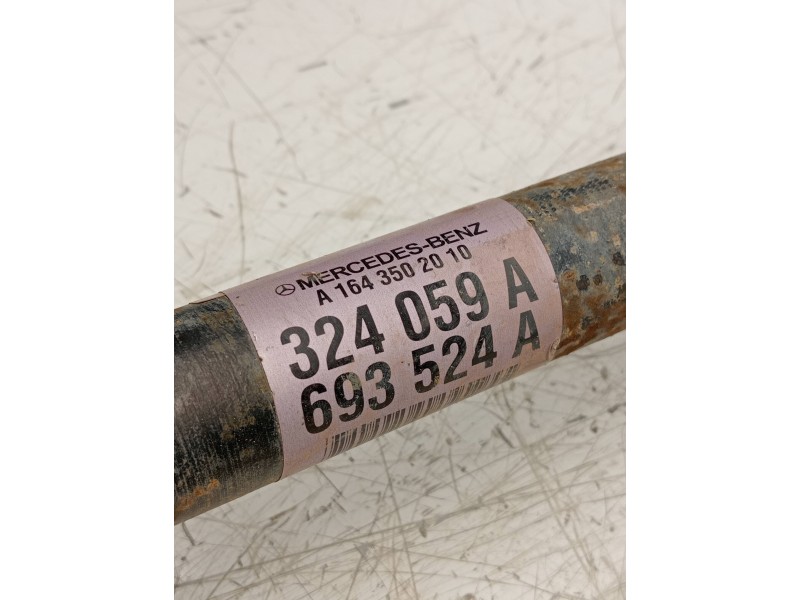 MERCEDES-BENZ
A 164 350 20 10
324 059 A
693 524 A